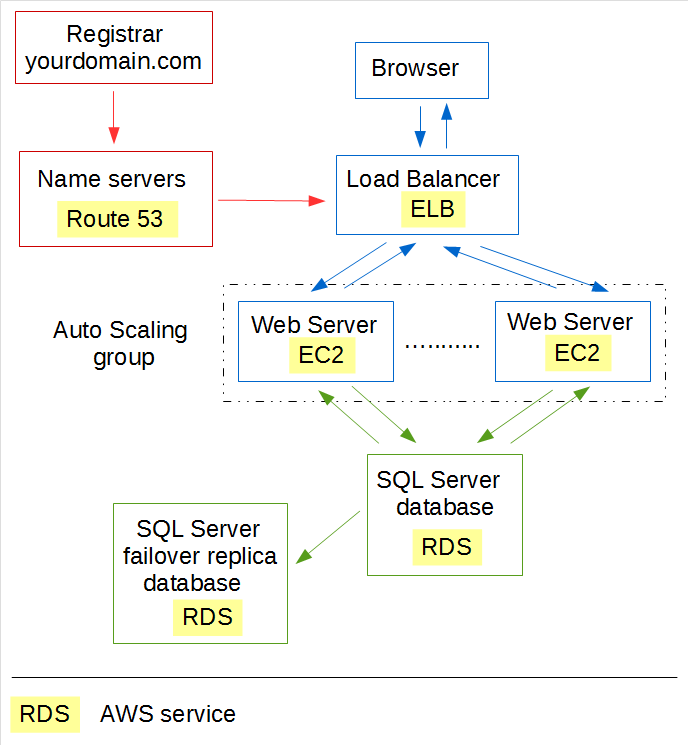 Registrar
yourdomain.com
Browser
Name servers
Route 53
Load Balancer
ELB
Auto Scaling
group
Web Server
EC2
...........
Web Server
EC2
SQL Server
database
RDS
SQL Server
failover replica
database
RDS
RDS AWS service